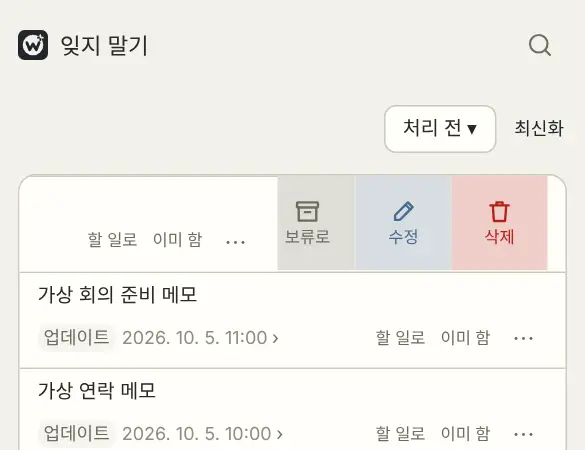 잊지 말기
처리 전 ▾ 최신화
할 일로 이미 함 ··· 보류로 수정 삭제
가상 회의 준비 메모
업데이트 2026. 10. 5. 11:00 › 할 일로 이미 함 ···
가상 연락 메모
업데이트 2026. 10. 5. 10:00 › 할 일로 이미 함 ···